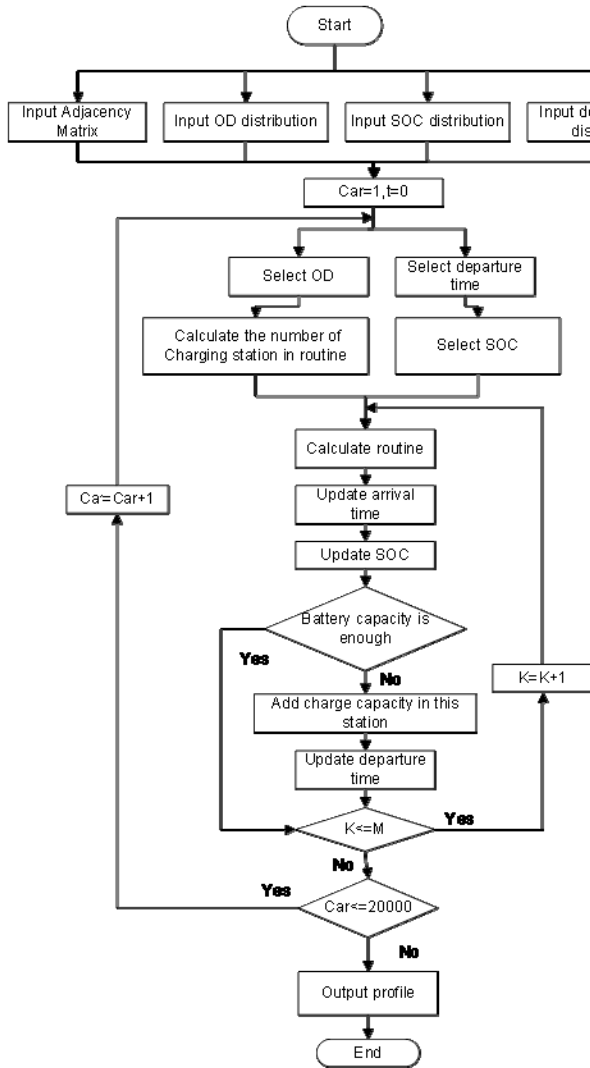 Start
Input Adjacency
Matrix
Input OD distribution
Input SOC distribution
Input
Car=1,t=0
Select OD
Select departure
time
Calculate the number of
Charging station in routine
Select SOC
Calculate routine
Car=Car+1
Update arrival
time
Update SOC
Battery capacity is
enough
Yes
No
K=K+1
Add charge capacity in this
station
Update departure
time
K<=M
Yes
No
Yes
Car<=20000
No
Output profile
End